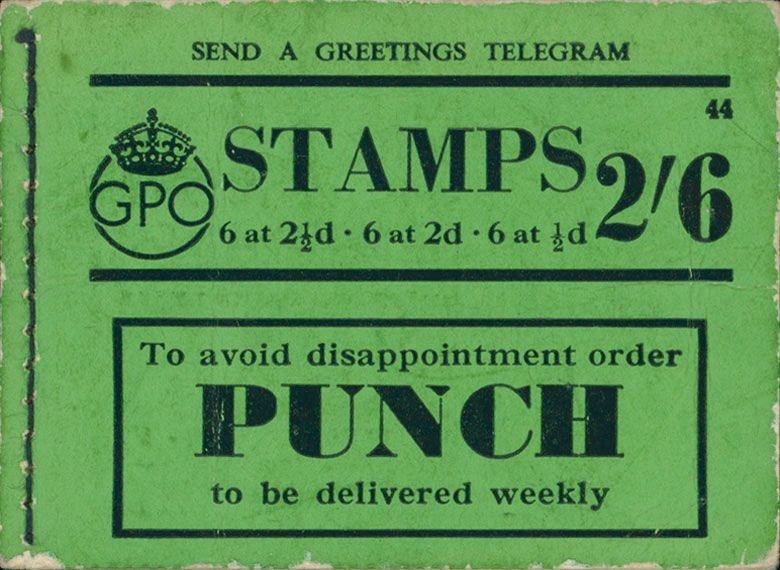 SEND A GREETINGS TELEGRAM
44
GPO
STAMPS 2/6
6 at 2½d · 6 at 2d · 6 at ½d
To avoid disappointment order
PUNCH
to be delivered weekly